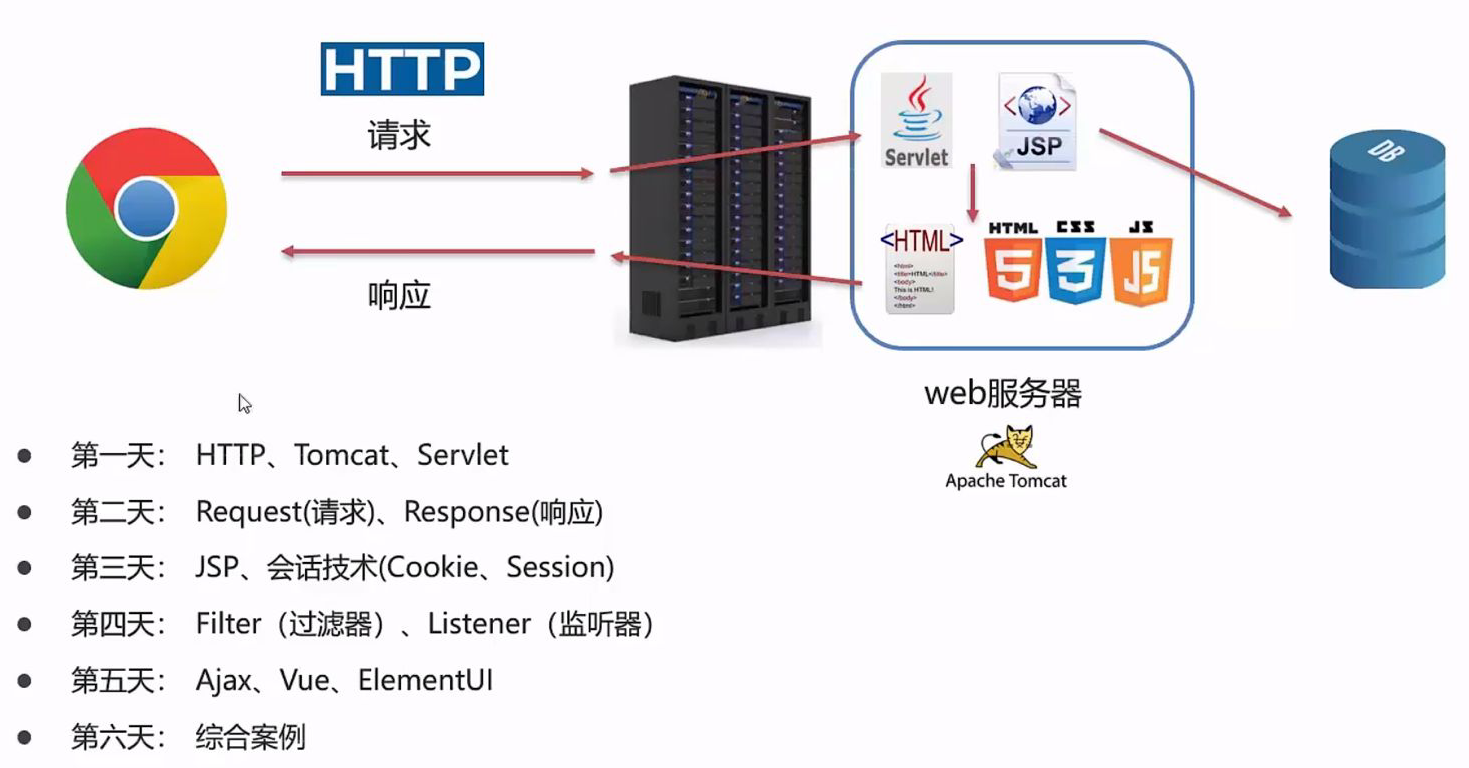 HTTP
请求
响应
Servlet
JSP
<HTML>
<html>
<title>HTML</title>
<body>
This is HTML!
</body>
</html>
HTML CSS JS
5 3 JS
DB
web服务器
Apache Tomcat
● 第一天： HTTP、Tomcat、Servlet
● 第二天： Request(请求)、Response(响应)
● 第三天： JSP、会话技术(Cookie、Session)
● 第四天： Filter（过滤器）、Listener（监听器）
● 第五天： Ajax、Vue、ElementUI
● 第六天： 综合案例